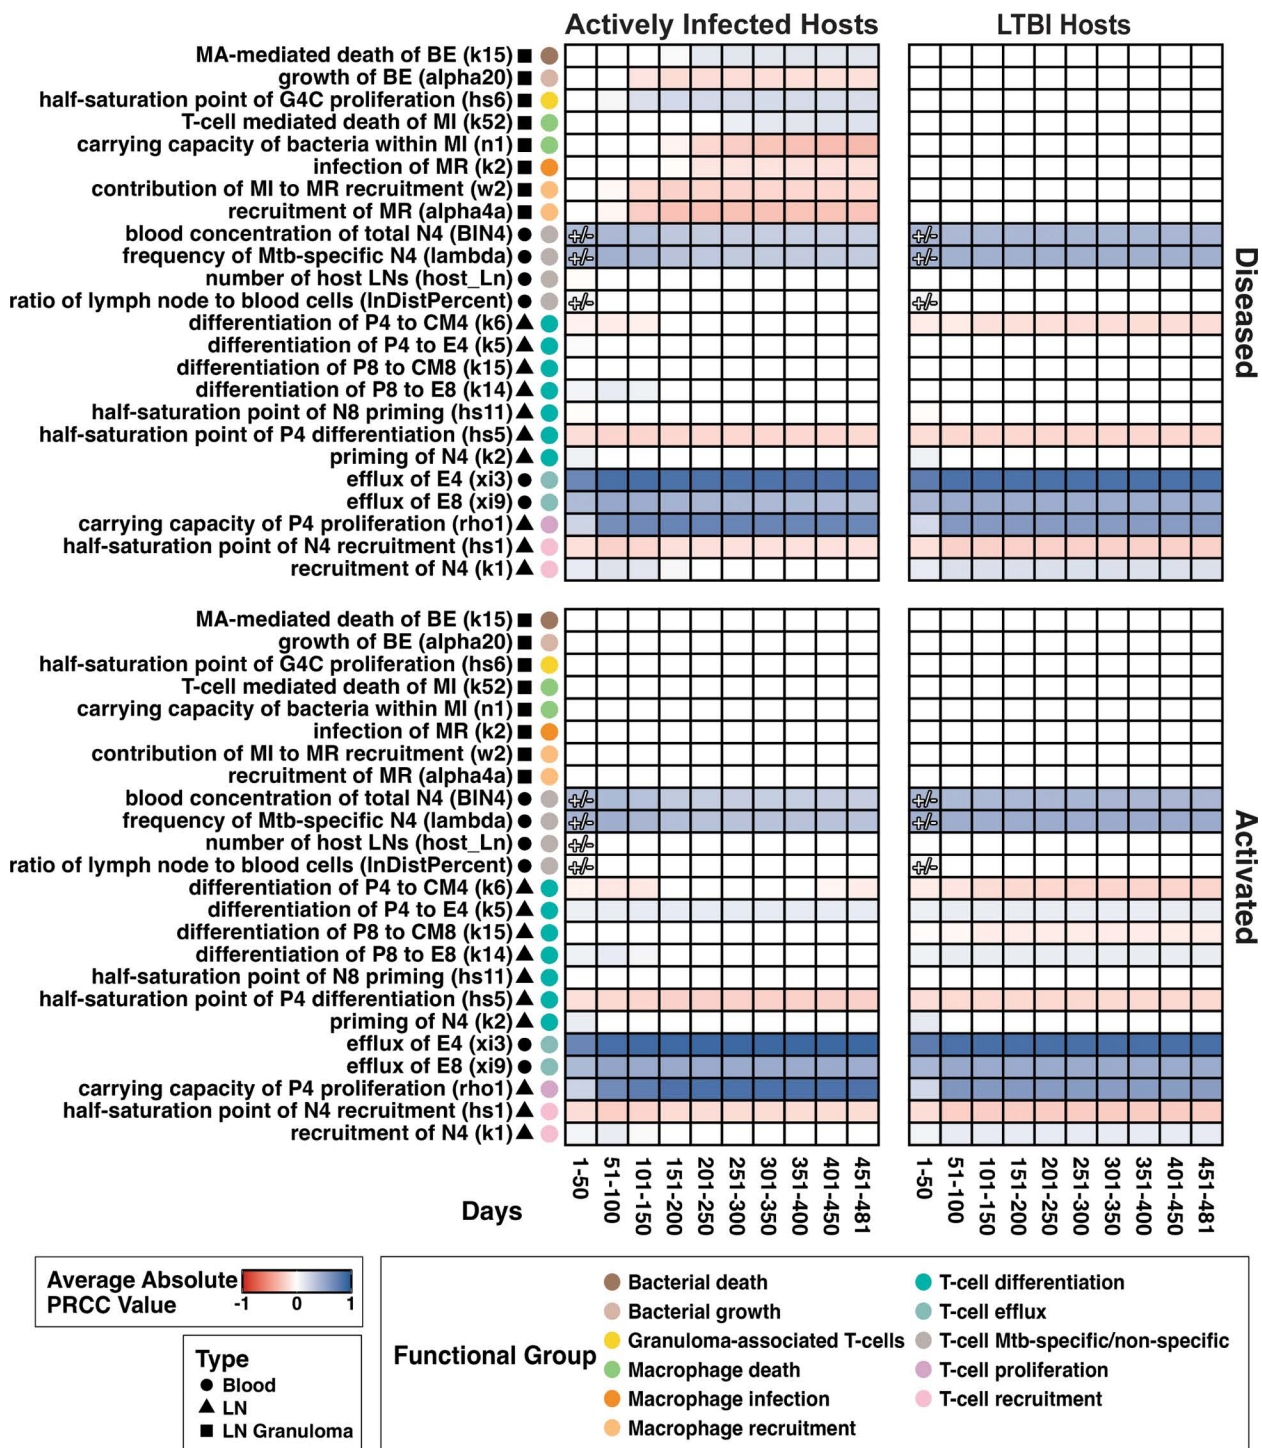 Actively Infected Hosts
LTBI Hosts
MA-mediated death of BE (k15)
growth of BE (alpha20)
half-saturation point of G4C proliferation (hs6)
T-cell mediated death of MI (k52)
carrying capacity of bacteria within MI (n1)
infection of MR (k2)
contribution of MI to MR recruitment (w2)
recruitment of MR (alpha4a)
blood concentration of total N4 (BIN4) +/- +/-
frequency of Mtb-specific N4 (lambda) +/- +/-
number of host LNs (host_Ln)
ratio of lymph node to blood cells (lnDistPercent) +/- +/-
differentiation of P4 to CM4 (k6)
differentiation of P4 to E4 (k5)
differentiation of P8 to CM8 (k15)
differentiation of P8 to E8 (k14)
half-saturation point of N8 priming (hs11)
half-saturation point of P4 differentiation (hs5)
priming of N4 (k2)
efflux of E4 (xi3)
efflux of E8 (xi9)
carrying capacity of P4 proliferation (rho1)
half-saturation point of N4 recruitment (hs1)
recruitment of N4 (k1)
Diseased
MA-mediated death of BE (k15)
growth of BE (alpha20)
half-saturation point of G4C proliferation (hs6)
T-cell mediated death of MI (k52)
carrying capacity of bacteria within MI (n1)
infection of MR (k2)
contribution of MI to MR recruitment (w2)
recruitment of MR (alpha4a)
blood concentration of total N4 (BIN4) +/- +/-
frequency of Mtb-specific N4 (lambda) +/- +/-
number of host LNs (host_Ln) +/-
ratio of lymph node to blood cells (lnDistPercent) +/- +/-
differentiation of P4 to CM4 (k6)
differentiation of P4 to E4 (k5)
differentiation of P8 to CM8 (k15)
differentiation of P8 to E8 (k14)
half-saturation point of N8 priming (hs11)
half-saturation point of P4 differentiation (hs5)
priming of N4 (k2)
efflux of E4 (xi3)
efflux of E8 (xi9)
carrying capacity of P4 proliferation (rho1)
half-saturation point of N4 recruitment (hs1)
recruitment of N4 (k1)
Activated
Days
1-50
51-100
101-150
151-200
201-250
251-300
301-350
351-400
401-450
451-481
1-50
51-100
101-150
151-200
201-250
251-300
301-350
351-400
401-450
451-481
Average Absolute
PRCC Value
-1 0 1
Type
Blood
LN
LN Granuloma
Functional Group
Bacterial death
Bacterial growth
Granuloma-associated T-cells
Macrophage death
Macrophage infection
Macrophage recruitment
T-cell differentiation
T-cell efflux
T-cell Mtb-specific/non-specific
T-cell proliferation
T-cell recruitment